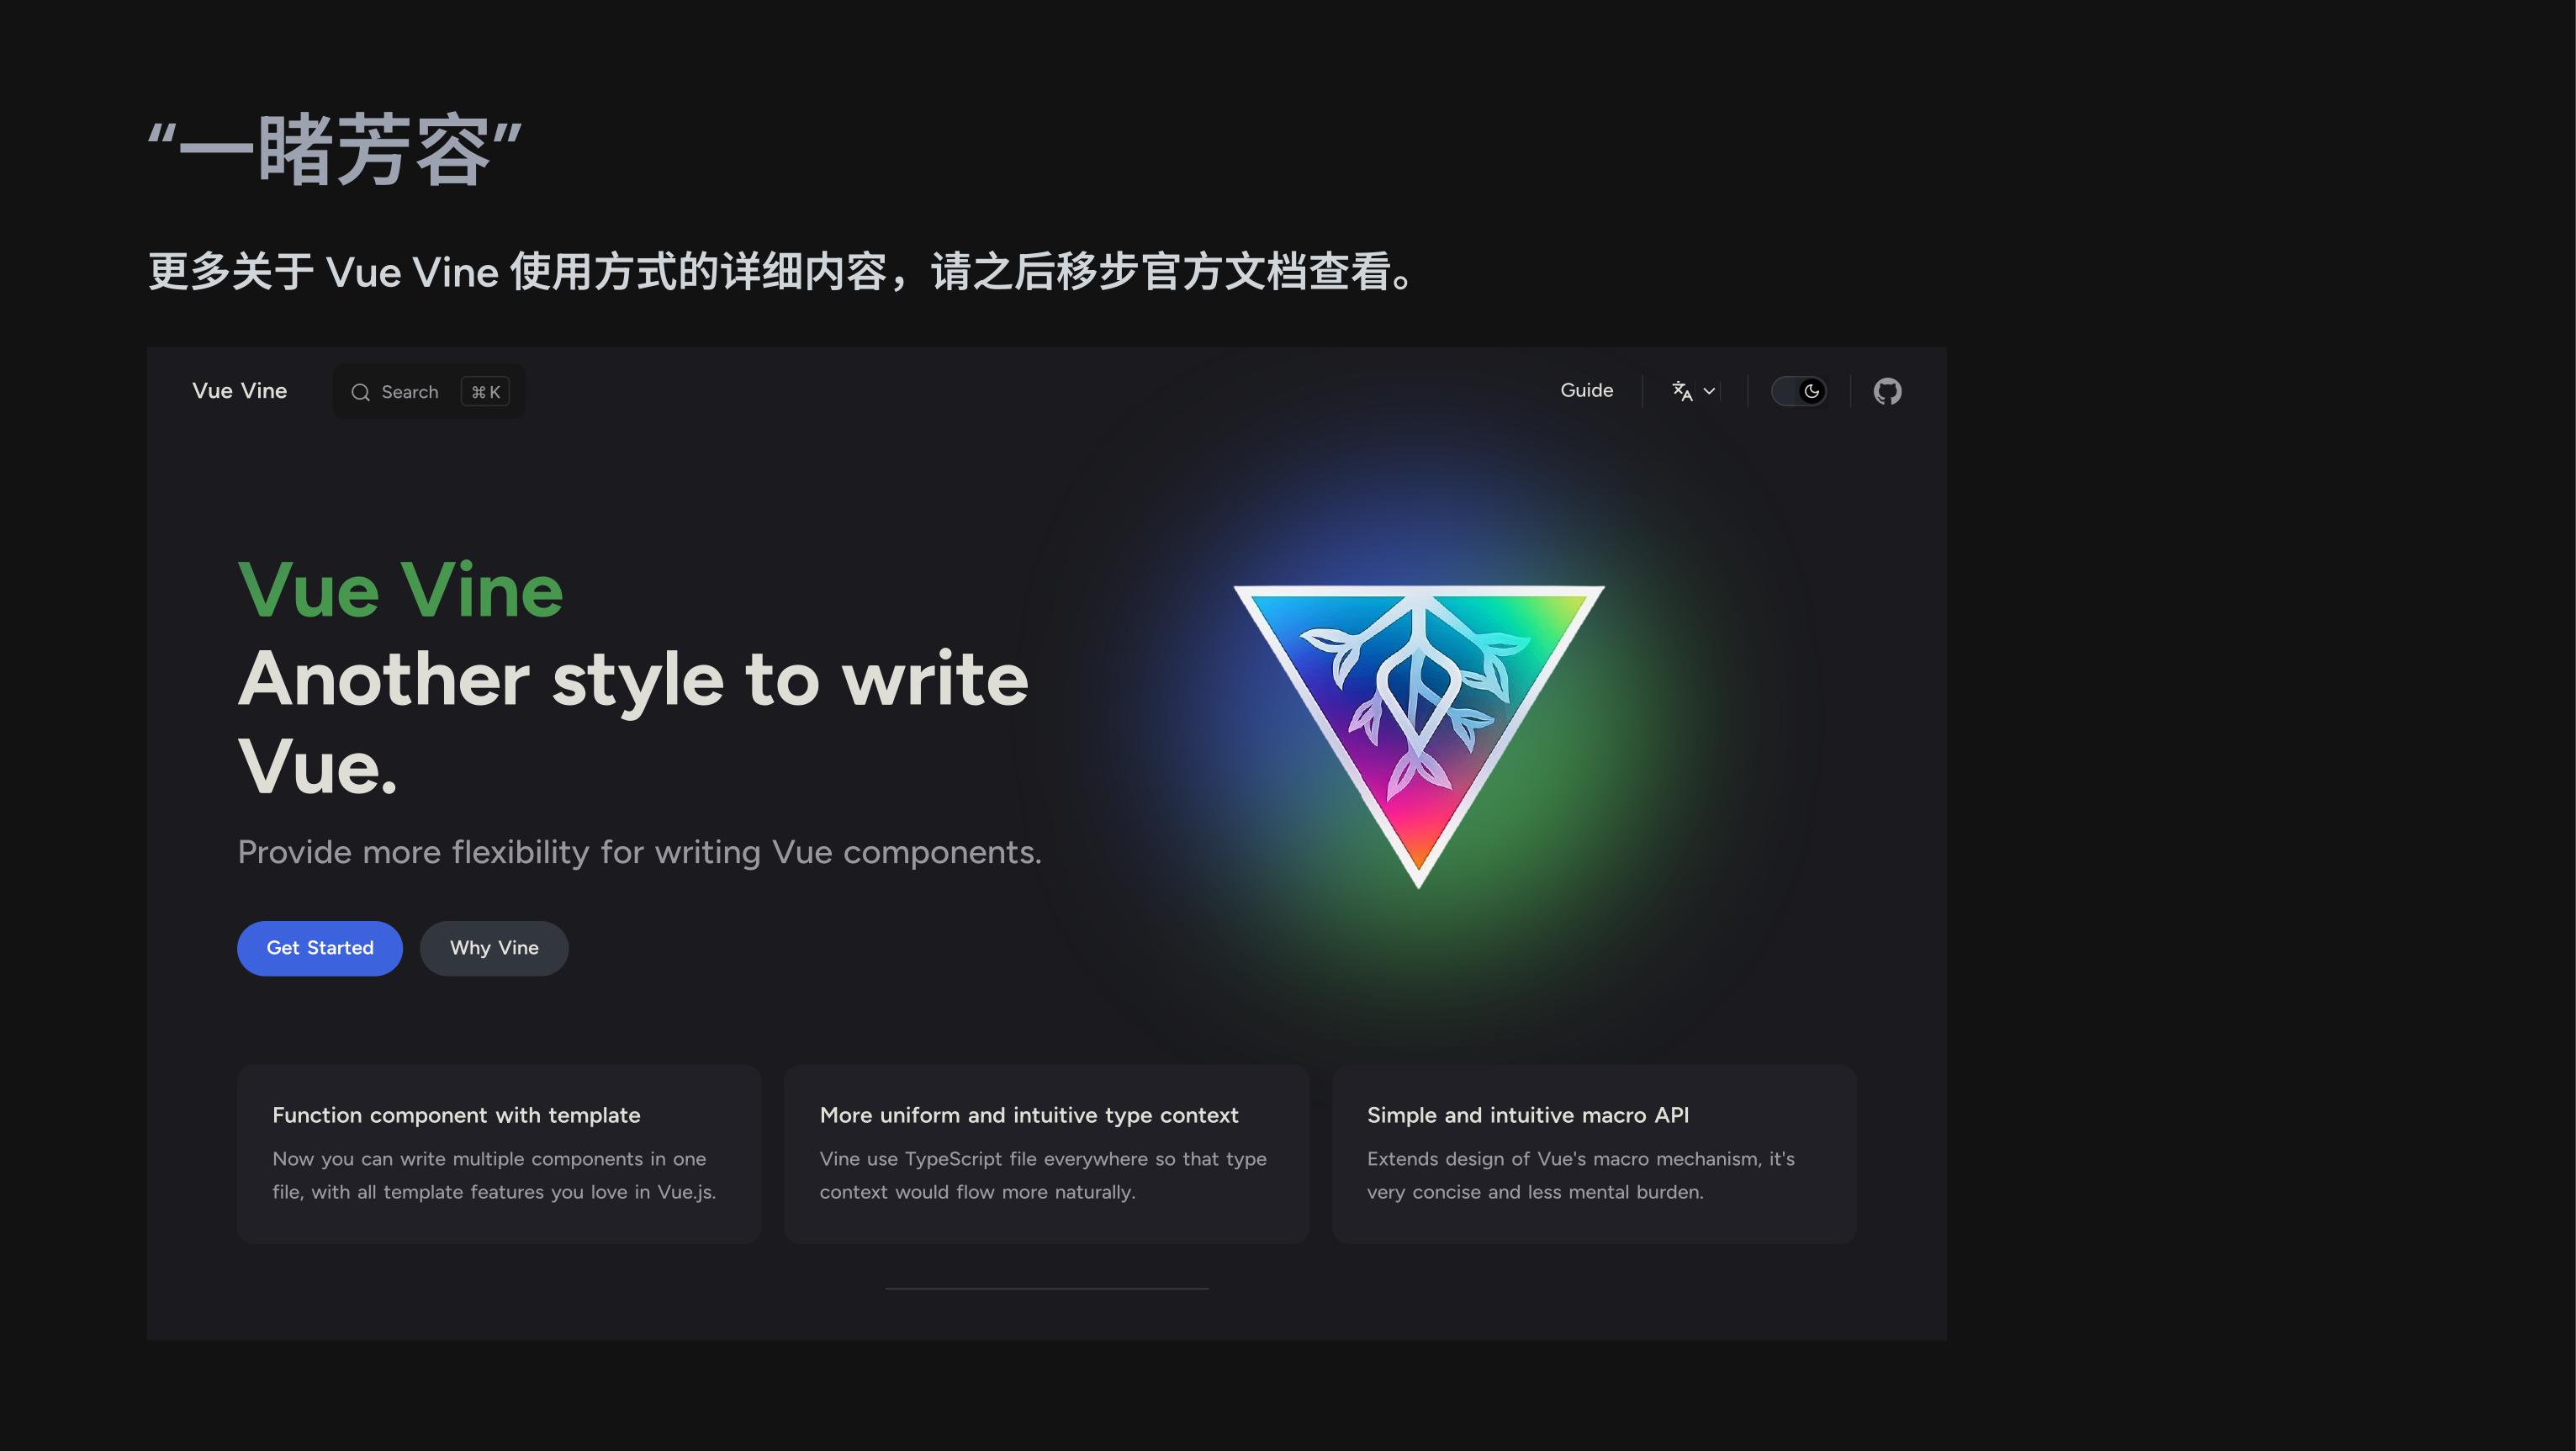 “一睹芳容”
更多关于 Vue Vine 使用方式的详细内容，请之后移步官方文档查看。
Vue Vine
Search
⌘ K
Guide
Vue Vine
Another style to write
Vue.
Provide more flexibility for writing Vue components.
Get Started
Why Vine
Function component with template
Now you can write multiple components in one
file, with all template features you love in Vue.js.
More uniform and intuitive type context
Vine use TypeScript file everywhere so that type
context would flow more naturally.
Simple and intuitive macro API
Extends design of Vue's macro mechanism, it's
very concise and less mental burden.